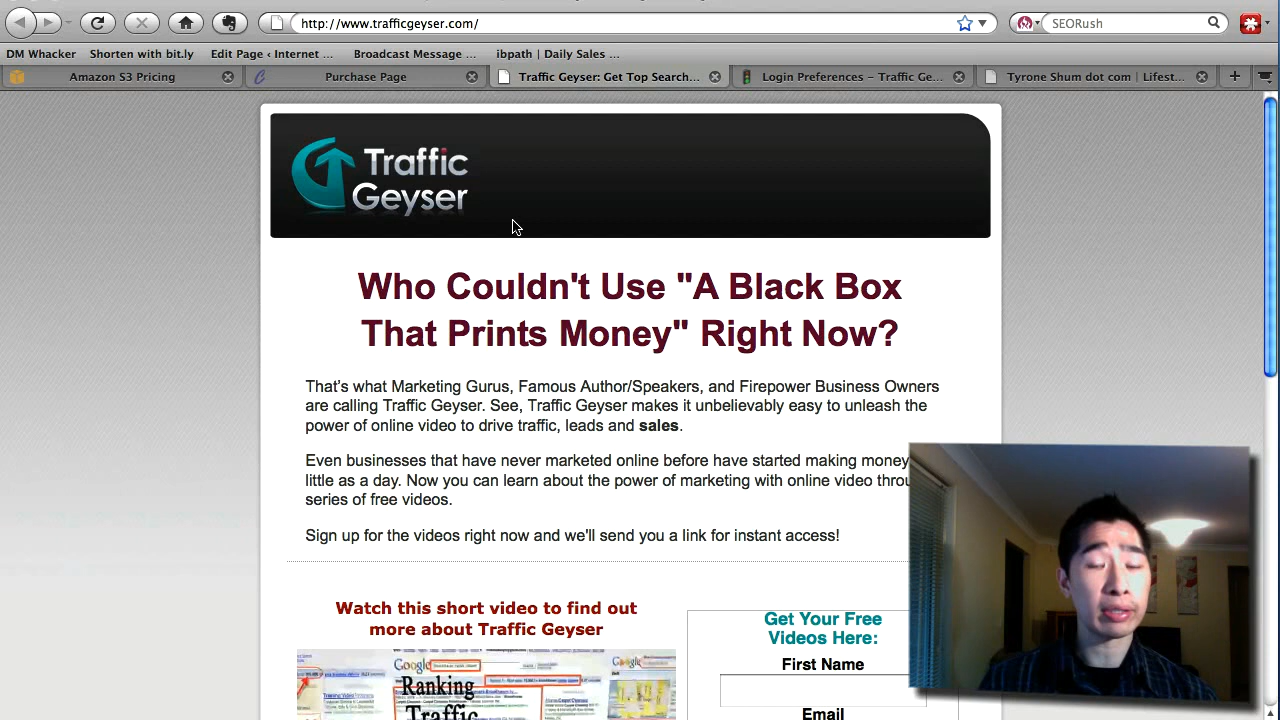 http://www.trafficgeyser.com/
SEORush
DM Whacker Shorten with bit.ly Edit Page ‹ Internet ... Broadcast Message ... ibpath | Daily Sales ...
Amazon S3 Pricing Purchase Page Traffic Geyser: Get Top Search... Login Preferences – Traffic Ge... Tyrone Shum dot com | Lifest...
Traffic
Geyser
Who Couldn't Use "A Black Box
That Prints Money" Right Now?
That's what Marketing Gurus, Famous Author/Speakers, and Firepower Business Owners
are calling Traffic Geyser. See, Traffic Geyser makes it unbelievably easy to unleash the
power of online video to drive traffic, leads and sales.
Even businesses that have never marketed online before have started making money
little as a day. Now you can learn about the power of marketing with online video throu
series of free videos.
Sign up for the videos right now and we'll send you a link for instant access!
Watch this short video to find out
more about Traffic Geyser
Get Your Free
Videos Here:
First Name
Email
Google
Google
Ranking
Traffic